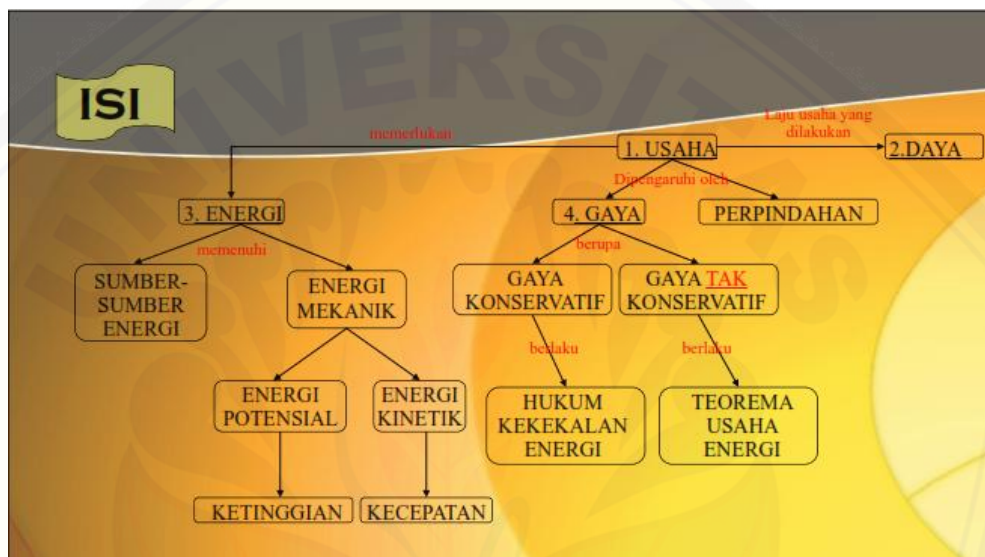 UNIVERSITAS
ISI
memerlukan
Laju usaha yang
dilakukan
1. USAHA
2.DAYA
Dipengaruhi oleh
3. ENERGI
4. GAYA
PERPINDAHAN
memenuhi
berupa
SUMBER-
SUMBER
ENERGI
ENERGI
MEKANIK
GAYA
KONSERVATIF
GAYA TAK
KONSERVATIF
berlaku
berlaku
ENERGI
POTENSIAL
ENERGI
KINETIK
HUKUM
KEKEKALAN
ENERGI
TEOREMA
USAHA
ENERGI
KETINGGIAN
KECEPATAN